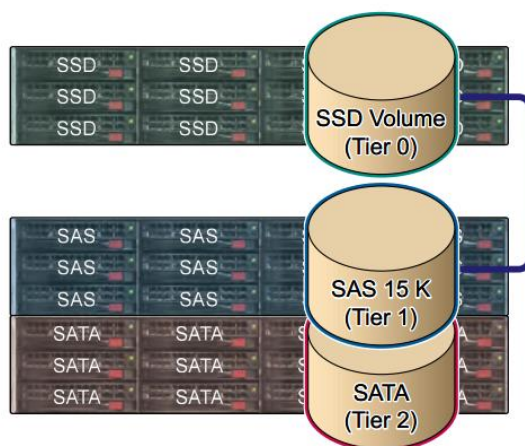 SSD SSD
SSD SSD
SSD SSD
SSD Volume
(Tier 0)
SAS SAS
SAS SAS
SAS SAS
SAS 15 K
(Tier 1)
SATA SATA
SATA SATA
SATA SATA
SATA
(Tier 2)